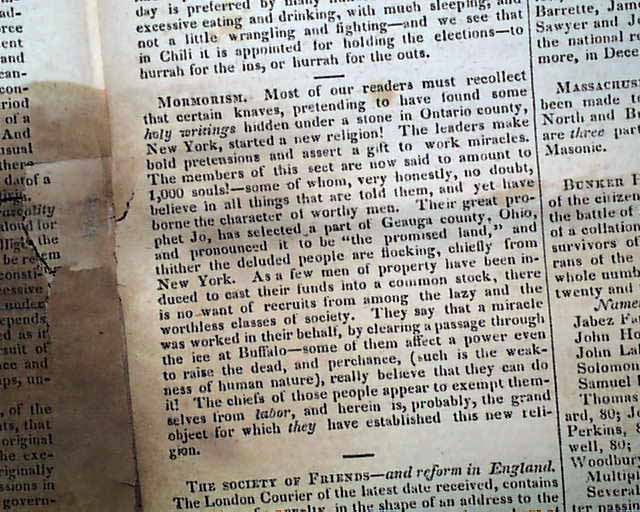 day is preferred by many
excessive eating and drinking, with much sleeping, and
not a little wrangling and fighting—and we see that
in Chili it is appointed for holding the elections—to
hurrah for the ins, or hurrah for the outs.
MORMORISM. Most of our readers must recollect
that certain knaves, pretending to have found some
holy writings hidden under a stone in Ontario county,
New York, started a new religion! The leaders make
bold pretensions and assert a gift to work miracles.
The members of this sect are now said to amount to
1,000 souls!—some of whom, very honestly, no doubt,
believe in all things that are told them, and yet have
borne the character of worthy men. Their great pro-
phet Jo, has selected a part of Geauga county, Ohio,
and pronounced it to be "the promised land," and
thither the deluded people are flocking, chiefly from
New York. As a few men of property have been in-
duced to cast their funds into a common stock, there
is no want of recruits from among the lazy and the
worthless classes of society. They say that a miracle
was worked in their behalf, by clearing a passage through
the ice at Buffalo—some of them affect a power even
to raise the dead, and perchance, (such is the weak-
ness of human nature), really believe that they can do
it! The chiefs of those people appear to exempt them-
selves from labor, and herein is, probably, the grand
object for which they have established this new reli-
gion.
THE SOCIETY OF FRIENDS—and reform in England.
The London Courier of the latest date received, contains
in the shape of an address to the
Barrette, Jam
Sawyer and J
the national r
more, in Dece
MASSACHUS
been made to
North and B
are three pa
Masonic.
BUNKER H
of the citize
the battle of
of a collation
survivors o
rans of the
whole numb
twenty and
Name
Jabez Fa
John Ho
John La
Solomon
Samuel
Thomas
ard, 80; Jo
Perkins, 8
well, 80;
Woodbury
Multipl
Several
ter passin